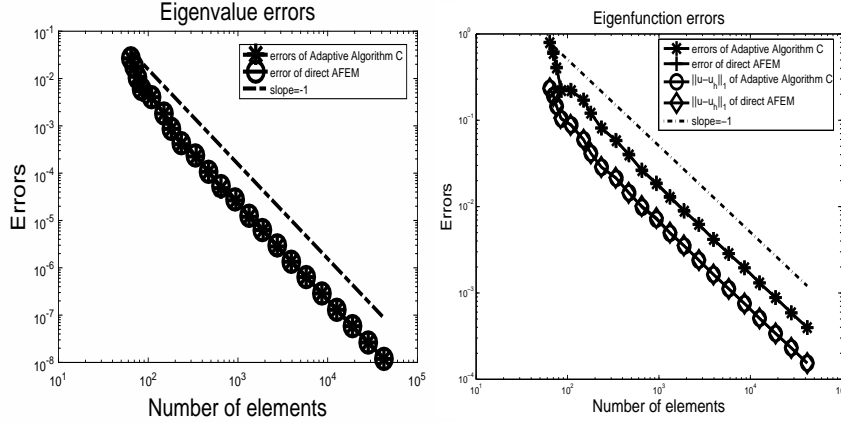 Eigenvalue errors
errors of Adaptive Algorithm C
error of direct AFEM
slope=-1
Errors
10^-1
10^-2
10^-3
10^-4
10^-5
10^-6
10^-7
10^-8
10^1
10^2
10^3
10^4
10^5
Number of elements
Eigenfunction errors
errors of Adaptive Algorithm C
error of direct AFEM
||u-u_h||_1 of Adaptive Algorithm C
||u-u_h||_1 of direct AFEM
slope=-1
Errors
10^0
10^-1
10^-2
10^-3
10^-4
10^1
10^2
10^3
10^4
Number of elements